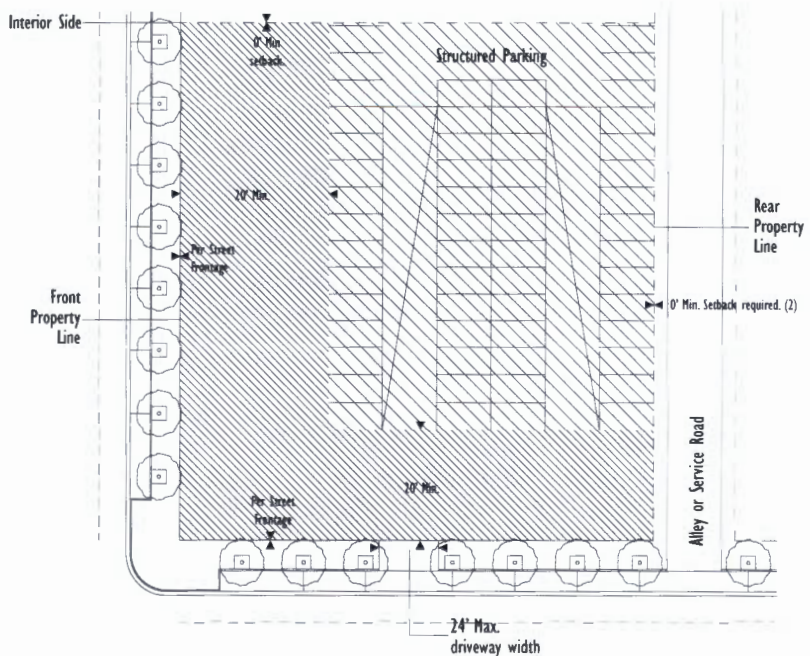 Interior Side
0' Min
setback.
Structured Parking
20' Min.
Rear
Property
Line
Per Street
Frontage
Front
Property
Line
0' Min. Setback required. (2)
Alley or Service Road
20' Min.
Per Street
Frontage
24' Max.
driveway width